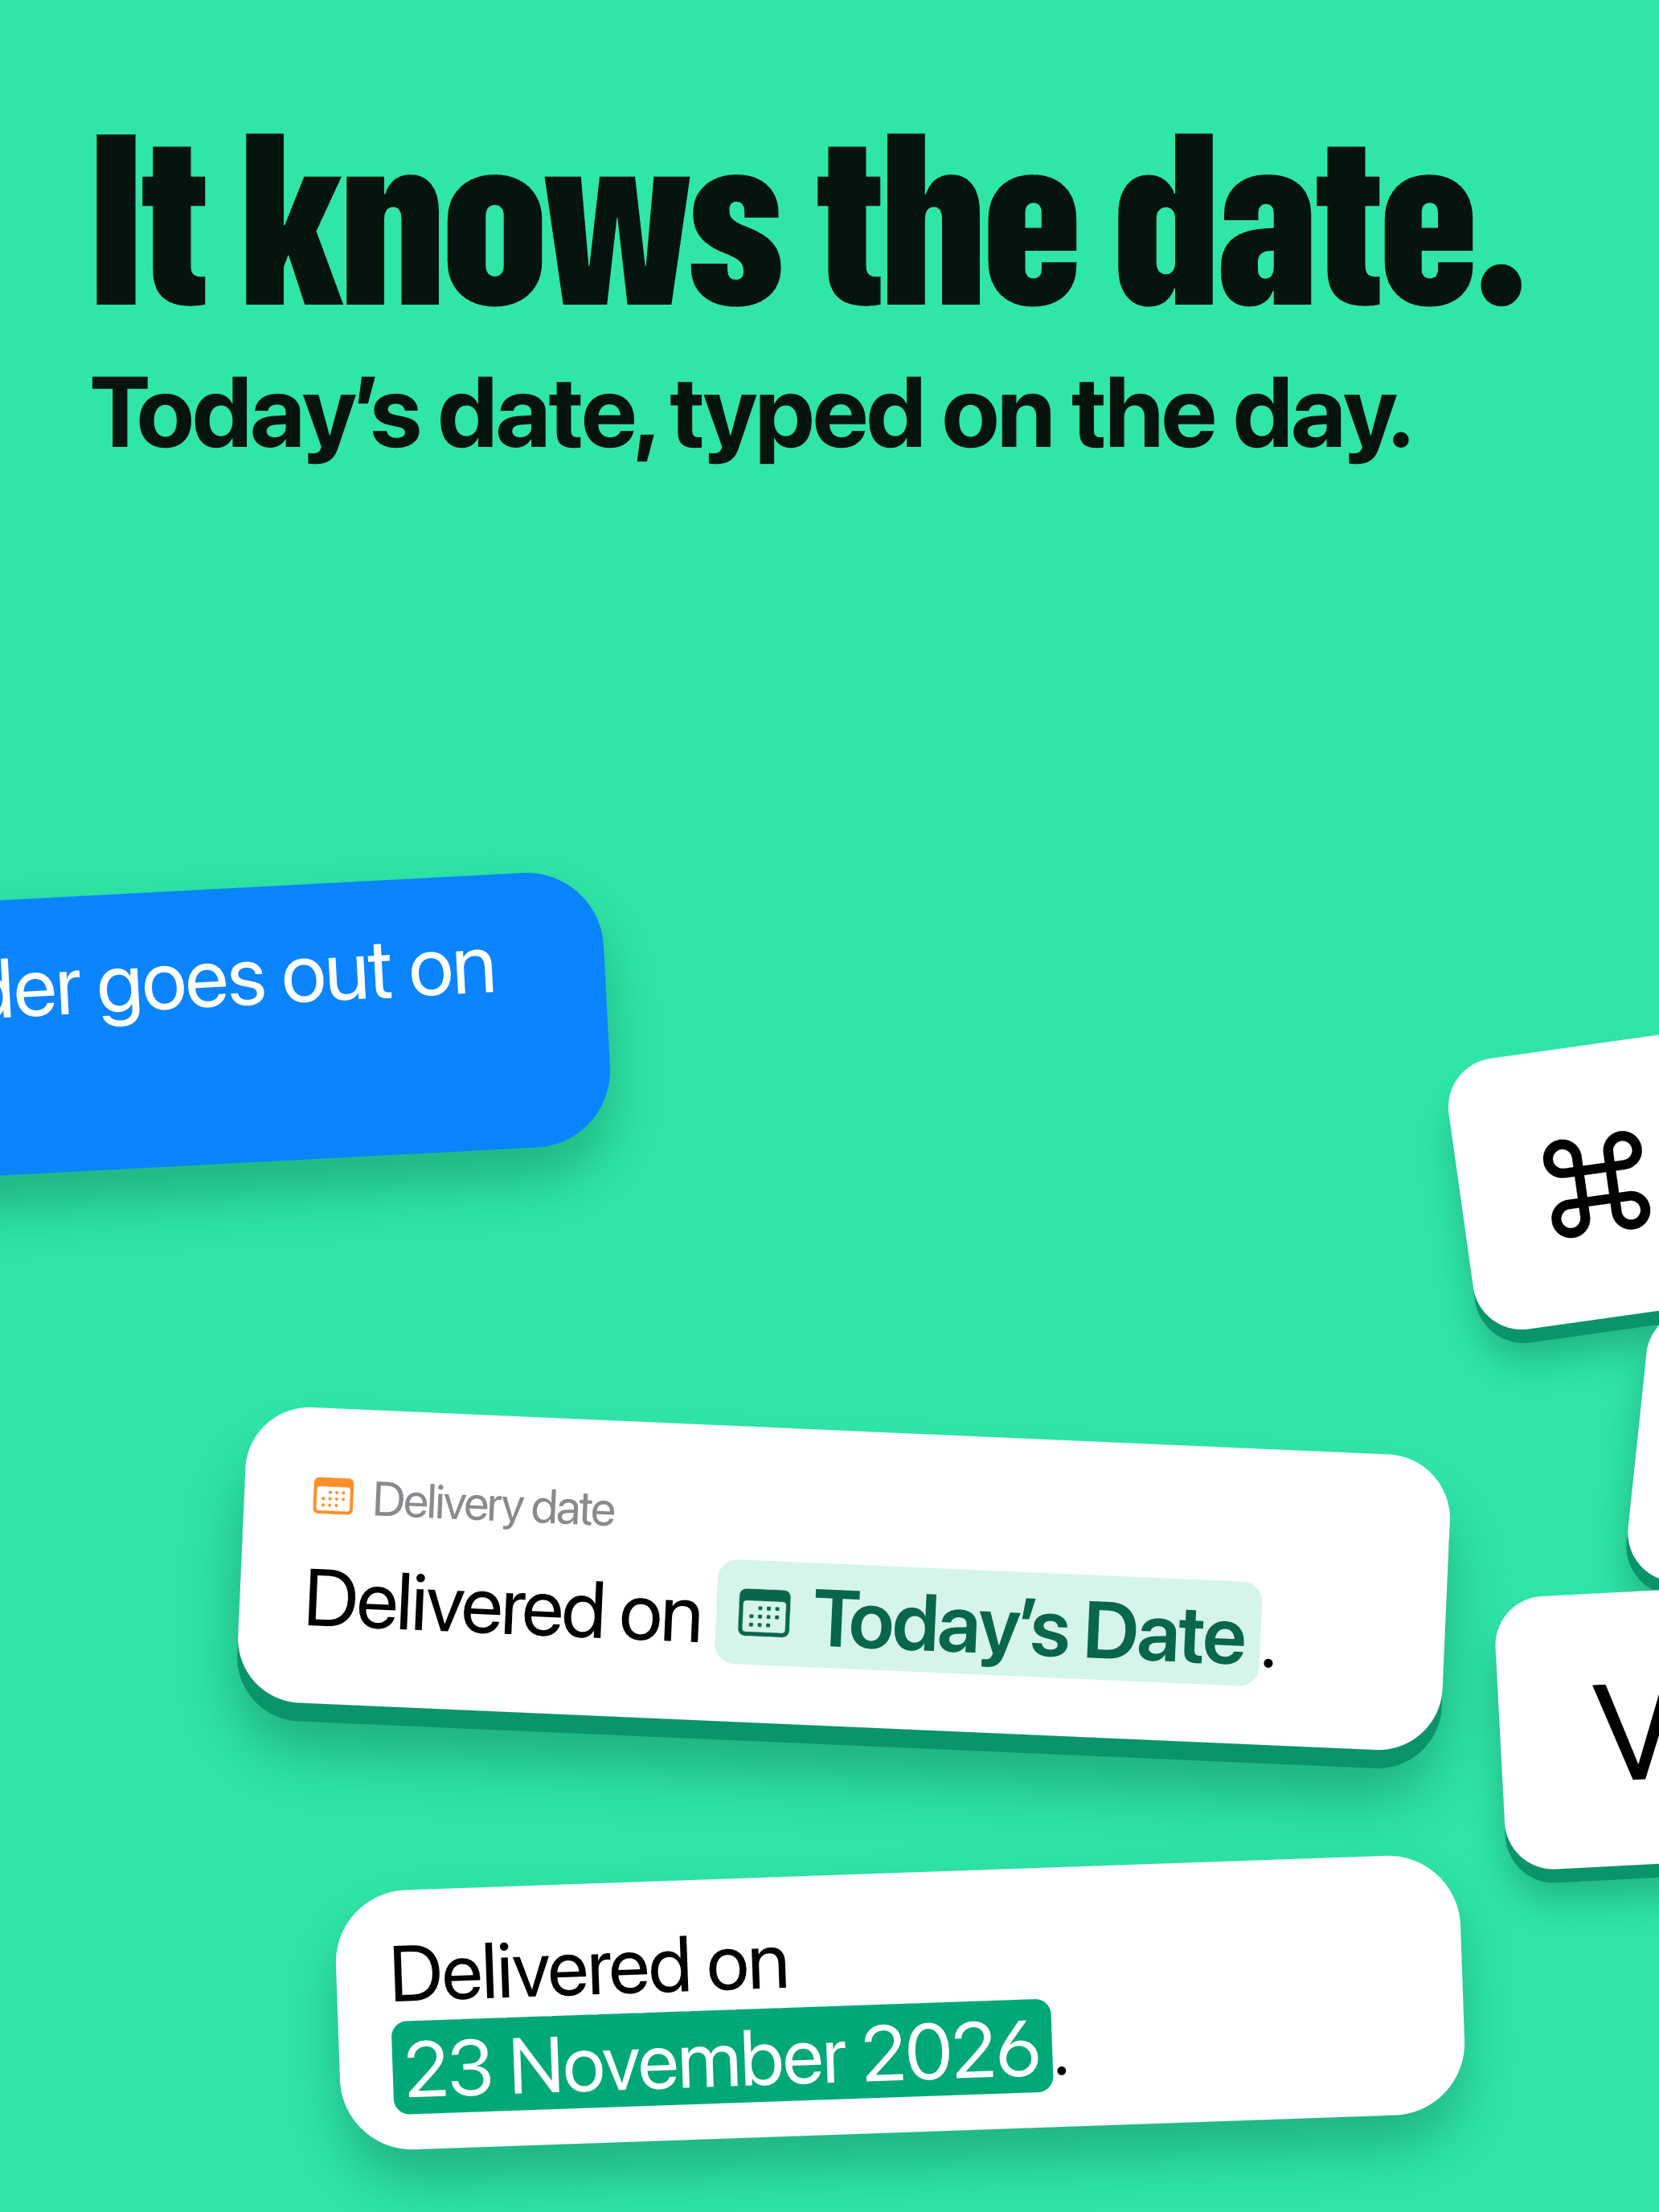 It knows the date.
Today’s date, typed on the day.
der goes out on
⌘
Delivery date
Delivered on Today’s Date.
V
Delivered on
23 November 2026.